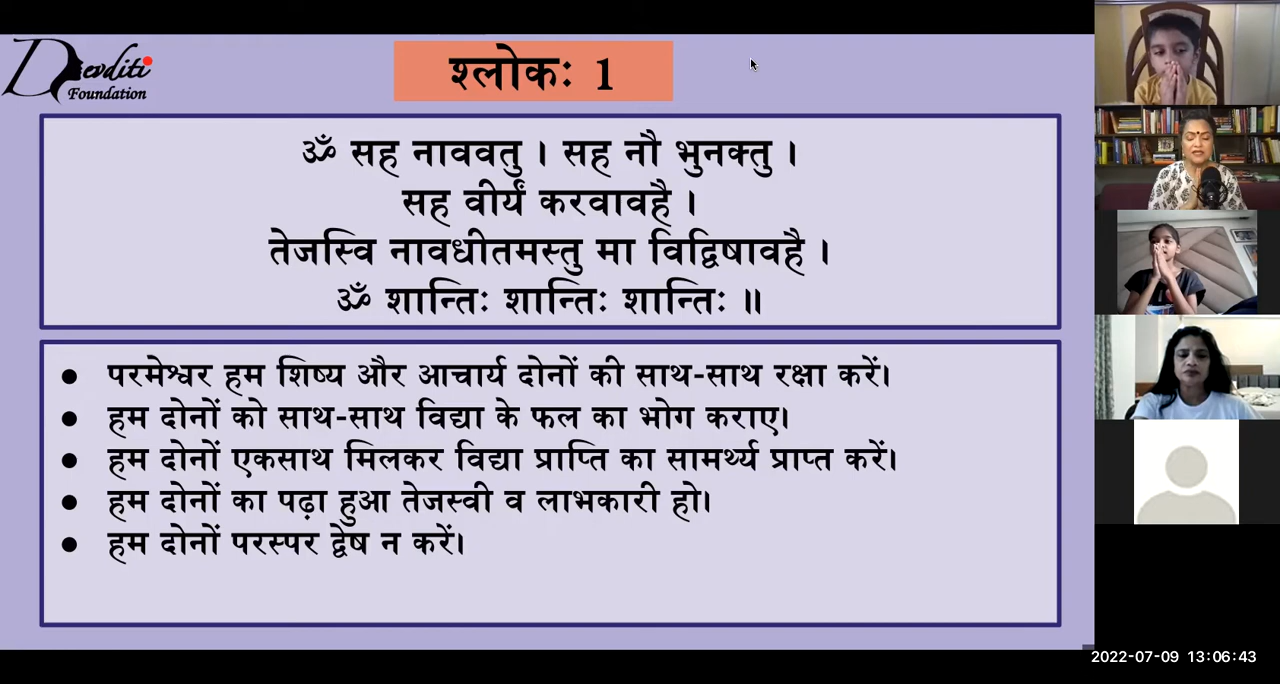 Devditi
Foundation
श्लोकः 1
ॐ सह नाववतु । सह नौ भुनक्तु ।
सह वीर्यं करवावहै ।
तेजस्वि नावधीतमस्तु मा विद्विषावहै ।
ॐ शान्तिः शान्तिः शान्तिः ॥
● परमेश्वर हम शिष्य और आचार्य दोनों की साथ-साथ रक्षा करें।
● हम दोनों को साथ-साथ विद्या के फल का भोग कराए।
● हम दोनों एकसाथ मिलकर विद्या प्राप्ति का सामर्थ्य प्राप्त करें।
● हम दोनों का पढ़ा हुआ तेजस्वी व लाभकारी हो।
● हम दोनों परस्पर द्वेष न करें।
2022-07-09 13:06:43